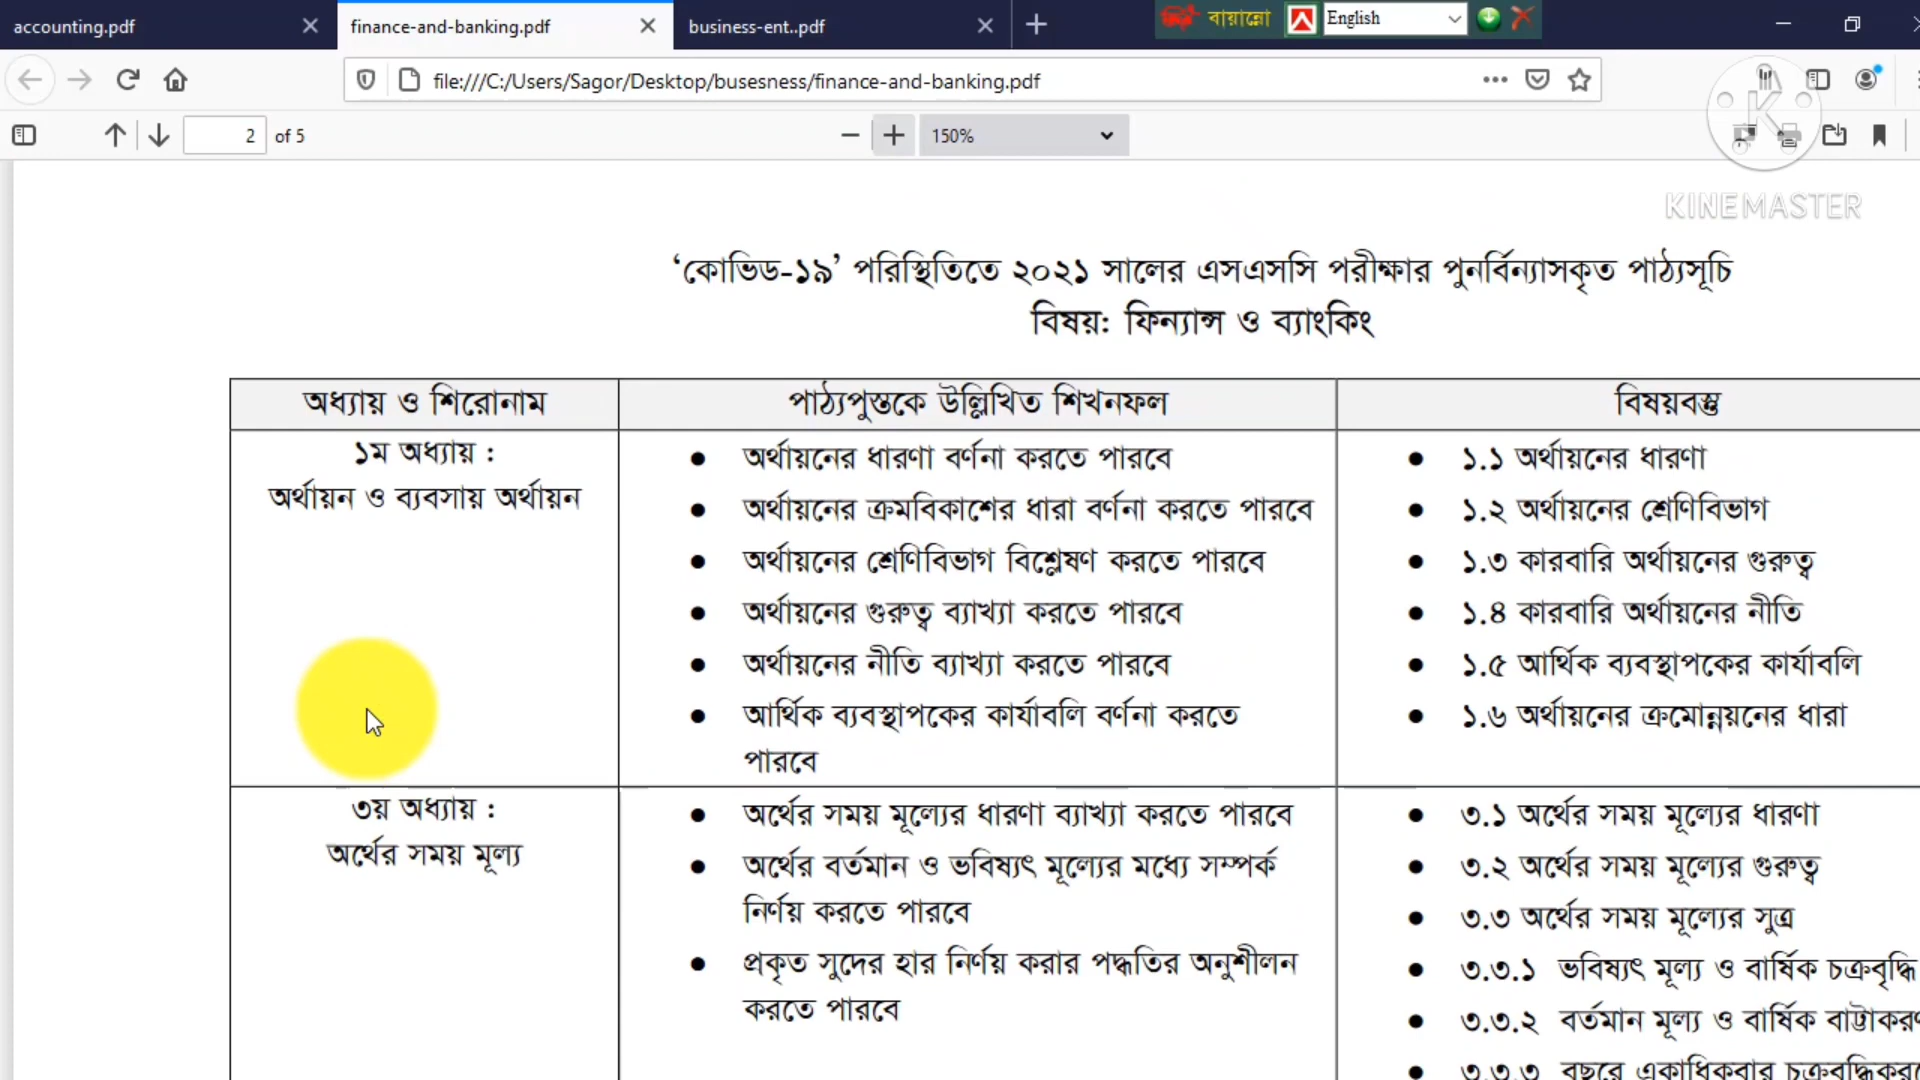 accounting.pdf
finance-and-banking.pdf
business-ent..pdf
বায়ান্নো
English
file:///C:/Users/Sagor/Desktop/busesness/finance-and-banking.pdf
2 of 5
150%
KINEMASTER
‘কোভিড-১৯’ পরিস্থিতিতে ২০২১ সালের এসএসসি পরীক্ষার পুনর্বিন্যাসকৃত পাঠ্যসূচি
বিষয়: ফিন্যান্স ও ব্যাংকিং
অধ্যায় ও শিরোনাম
পাঠ্যপুস্তকে উল্লিখিত শিখনফল
বিষয়বস্তু
১ম অধ্যায় :
অর্থায়ন ও ব্যবসায় অর্থায়ন
• অর্থায়নের ধারণা বর্ণনা করতে পারবে
• অর্থায়নের ক্রমবিকাশের ধারা বর্ণনা করতে পারবে
• অর্থায়নের শ্রেণিবিভাগ বিশ্লেষণ করতে পারবে
• অর্থায়নের গুরুত্ব ব্যাখ্যা করতে পারবে
• অর্থায়নের নীতি ব্যাখ্যা করতে পারবে
• আর্থিক ব্যবস্থাপকের কার্যাবলি বর্ণনা করতে
পারবে
• ১.১ অর্থায়নের ধারণা
• ১.২ অর্থায়নের শ্রেণিবিভাগ
• ১.৩ কারবারি অর্থায়নের গুরুত্ব
• ১.৪ কারবারি অর্থায়নের নীতি
• ১.৫ আর্থিক ব্যবস্থাপকের কার্যাবলি
• ১.৬ অর্থায়নের ক্রমোন্নয়নের ধারা
৩য় অধ্যায় :
অর্থের সময় মূল্য
• অর্থের সময় মূল্যের ধারণা ব্যাখ্যা করতে পারবে
• অর্থের বর্তমান ও ভবিষ্যৎ মূল্যের মধ্যে সম্পর্ক
নির্ণয় করতে পারবে
• প্রকৃত সুদের হার নির্ণয় করার পদ্ধতির অনুশীলন
করতে পারবে
• ৩.১ অর্থের সময় মূল্যের ধারণা
• ৩.২ অর্থের সময় মূল্যের গুরুত্ব
• ৩.৩ অর্থের সময় মূল্যের সুত্র
• ৩.৩.১ ভবিষ্যৎ মূল্য ও বার্ষিক চক্রবৃদ্ধি
• ৩.৩.২ বর্তমান মূল্য ও বার্ষিক বাট্টাকরণ
• ৩.৩.৩ বছরে একাধিকবার